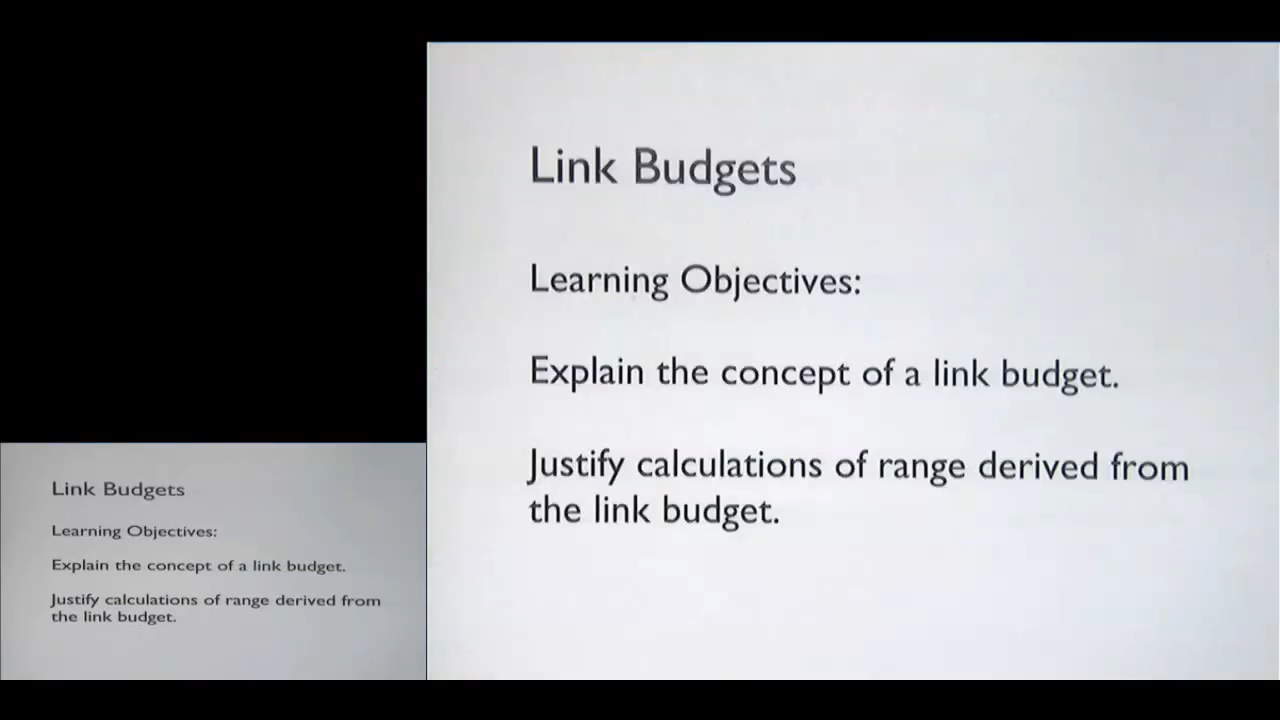 Link Budgets
Learning Objectives:
Explain the concept of a link budget.
Justify calculations of range derived from
the link budget.
Link Budgets
Learning Objectives:
Explain the concept of a link budget.
Justify calculations of range derived from
the link budget.